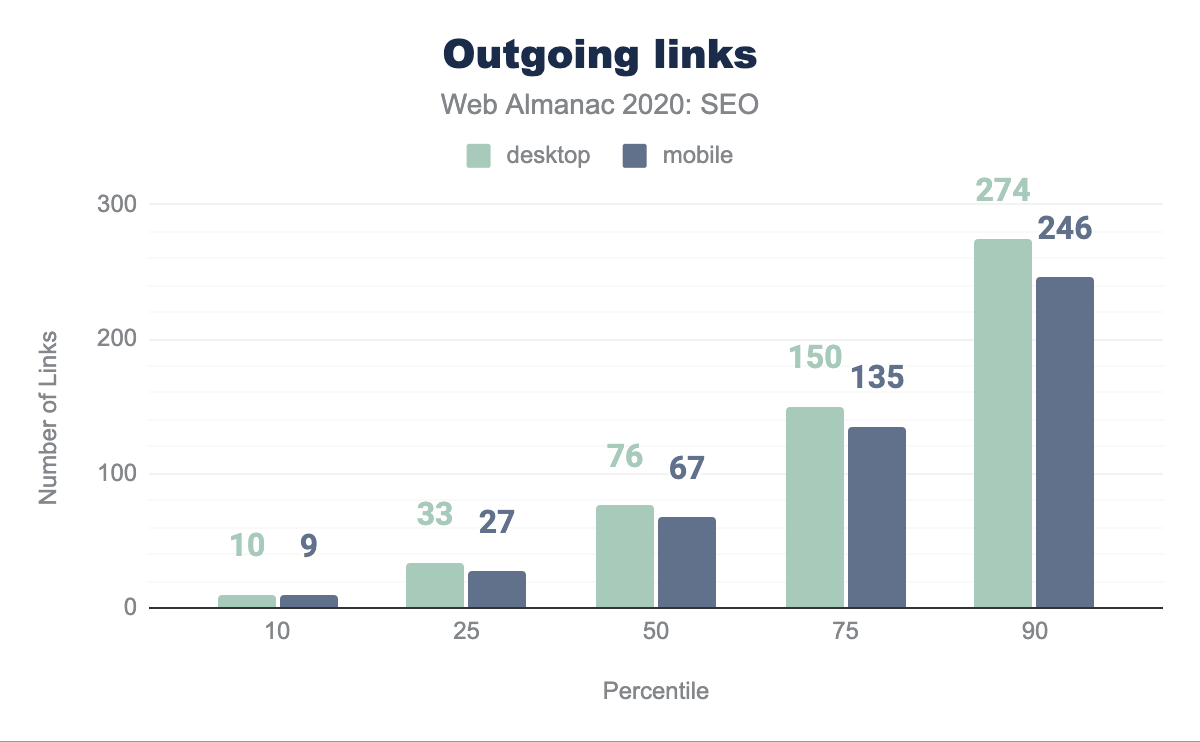 Outgoing links
Web Almanac 2020: SEO
desktop mobile
300
200
100
0
Number of Links
10 9
33 27
76 67
150 135
274 246
10 25 50 75 90
Percentile